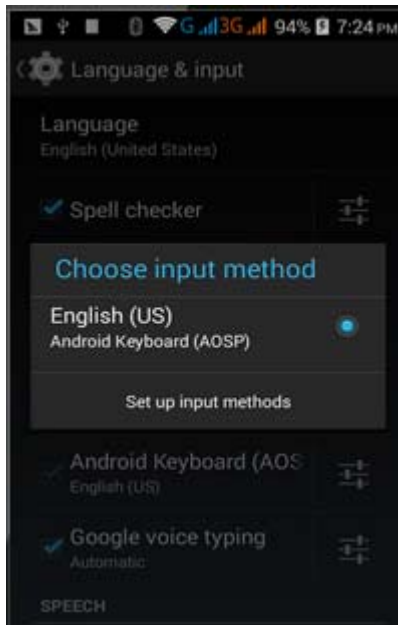 G 3G 94% 7:24 PM
Language & input
Language
English (United States)
Spell checker
Choose input method
English (US)
Android Keyboard (AOSP)
Set up input methods
Android Keyboard (AOS
English (US)
Google voice typing
Automatic
SPEECH